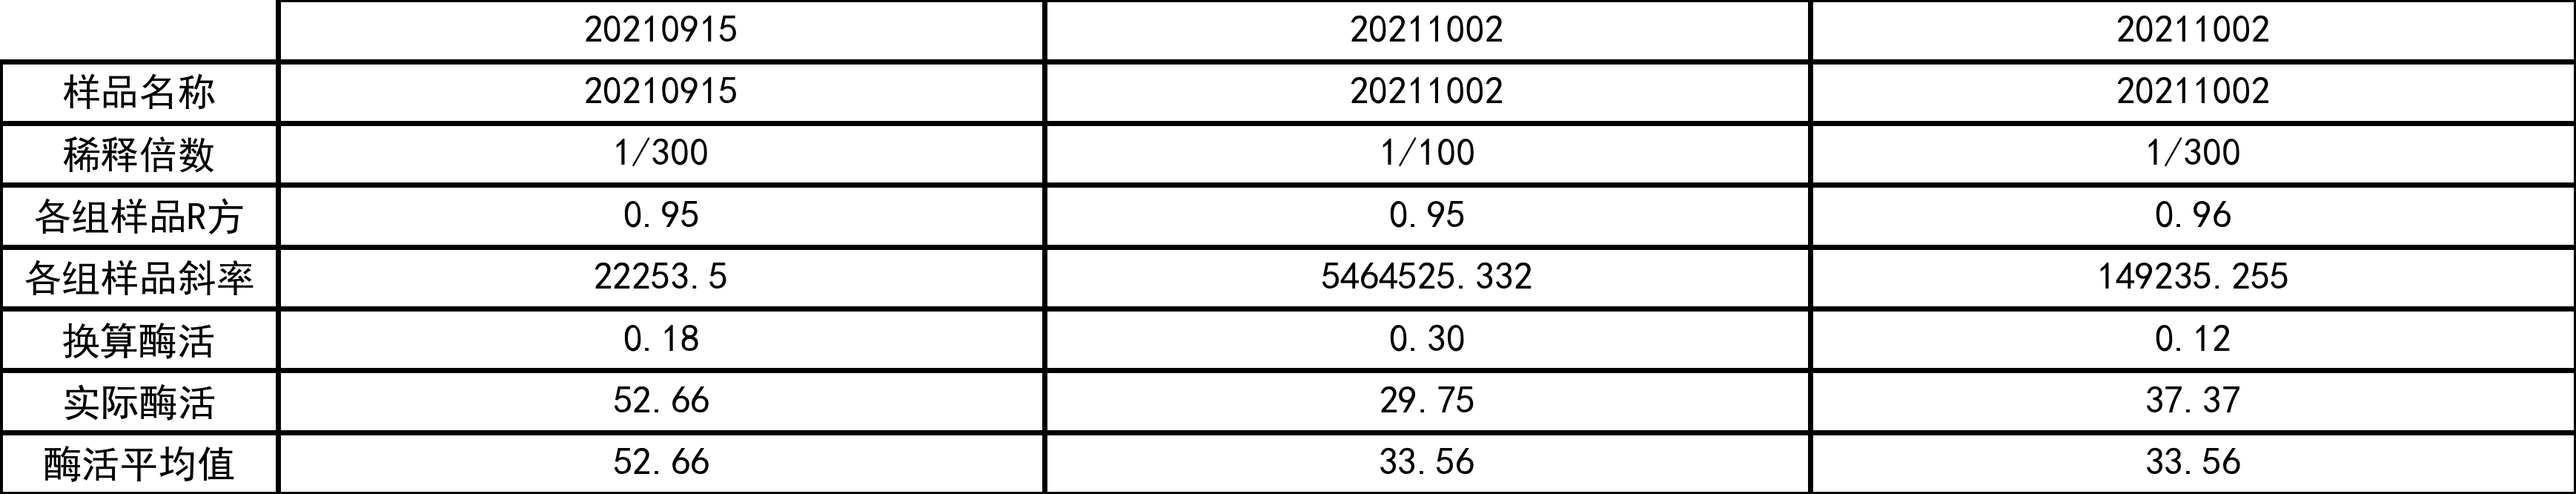 20210915 20211002 20211002
样品名称 20210915 20211002 20211002
稀释倍数 1/300 1/100 1/300
各组样品R方 0.95 0.95 0.96
各组样品斜率 22253.5 5464525.332 149235.255
换算酶活 0.18 0.30 0.12
实际酶活 52.66 29.75 37.37
酶活平均值 52.66 33.56 33.56